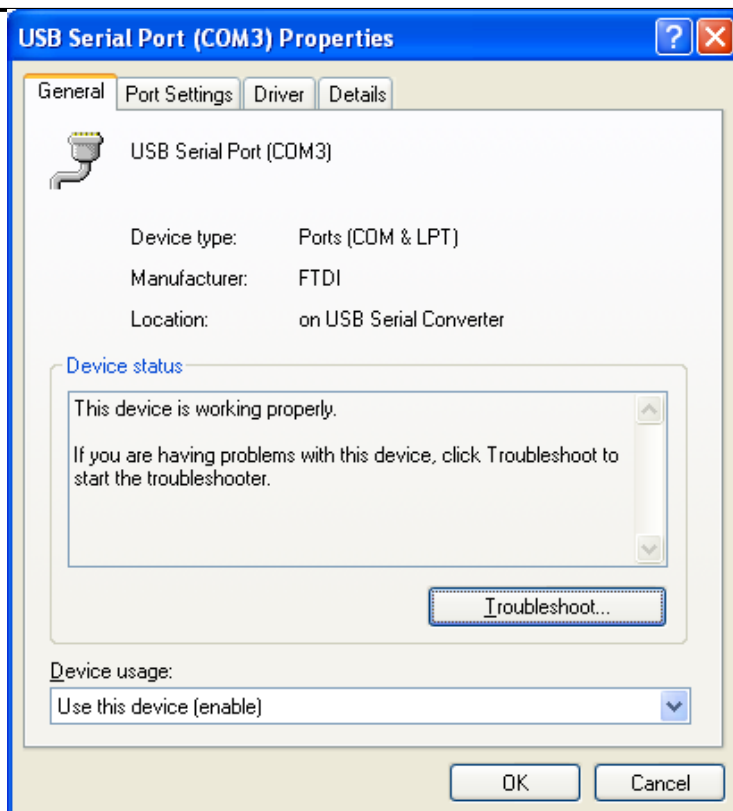 USB Serial Port (COM3) Properties
?
General Port Settings Driver Details
USB Serial Port (COM3)
Device type: Ports (COM & LPT)
Manufacturer: FTDI
Location: on USB Serial Converter
Device status
This device is working properly.
If you are having problems with this device, click Troubleshoot to
start the troubleshooter.
Troubleshoot...
Device usage:
Use this device (enable)
OK Cancel